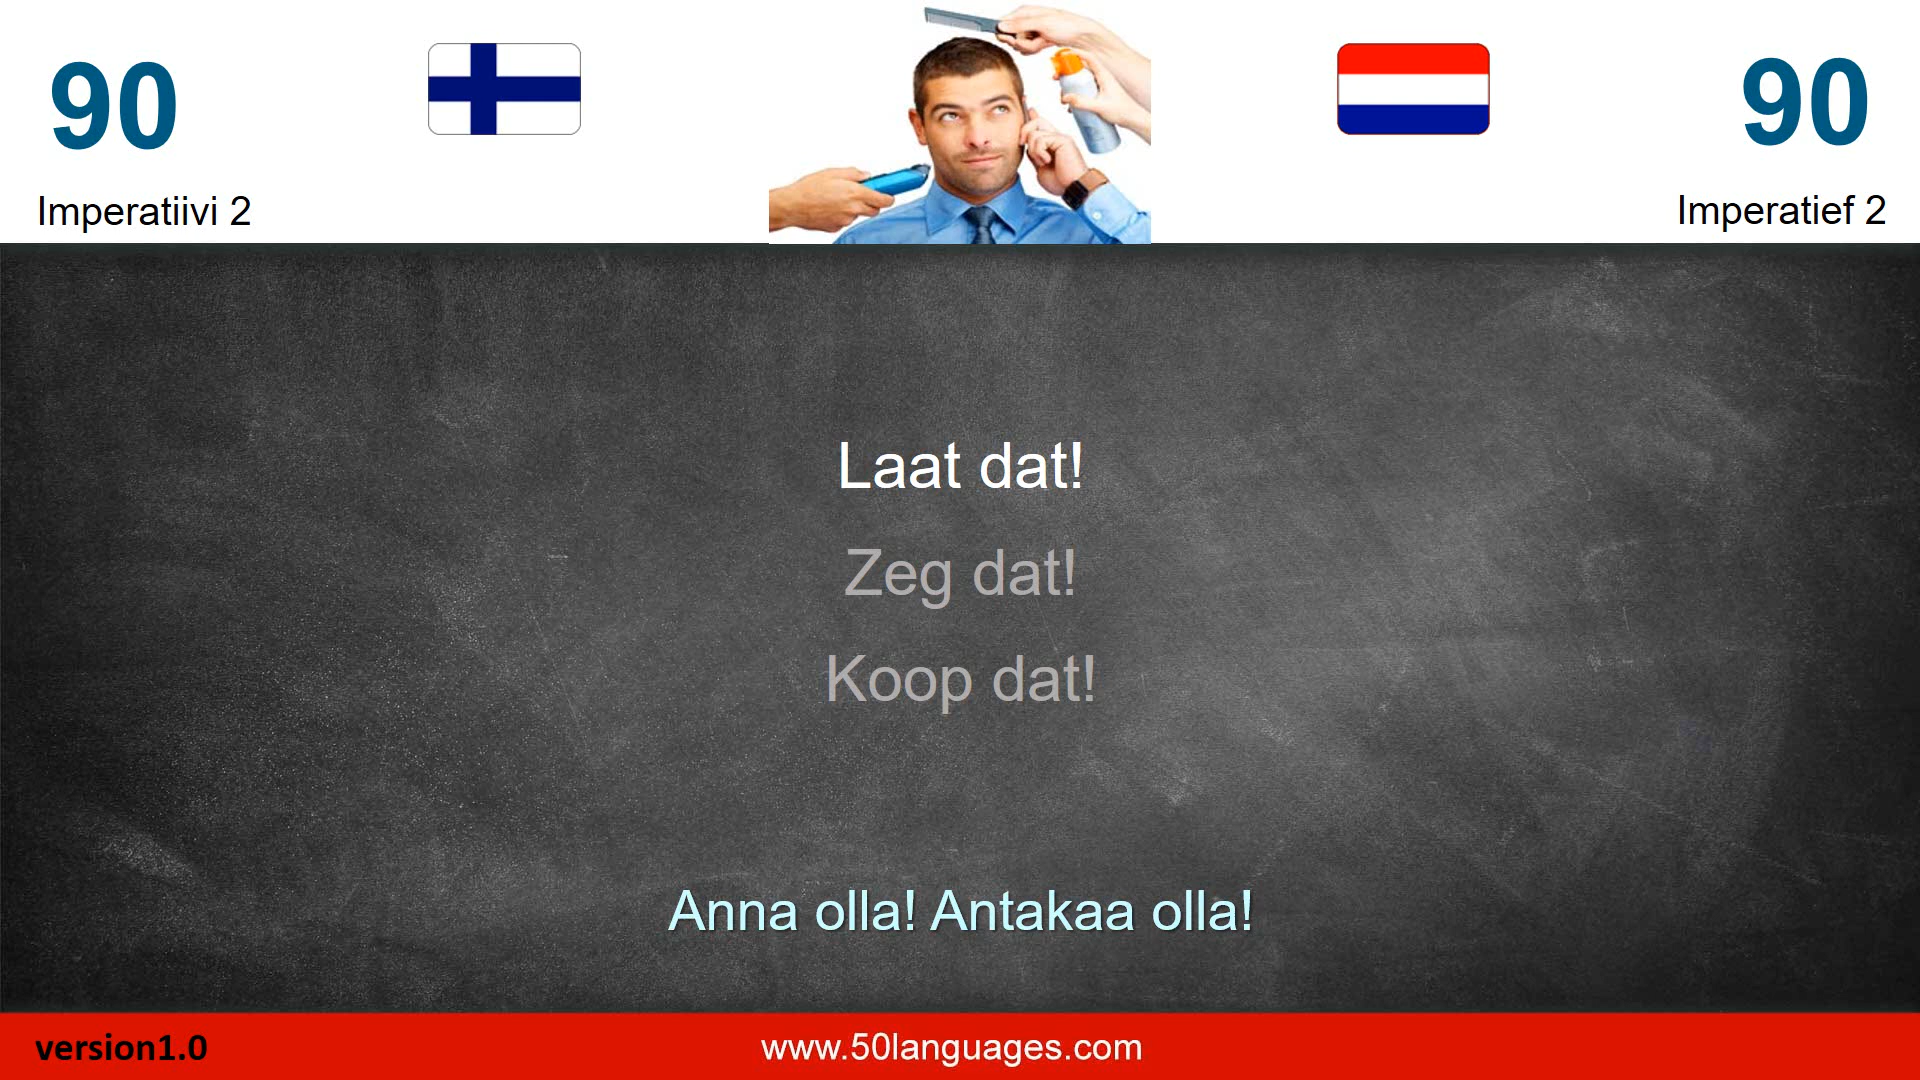 90
90
Imperatiivi 2
Imperatief 2
Laat dat!
Zeg dat!
Koop dat!
Anna olla! Antakaa olla!
version1.0
www.50languages.com